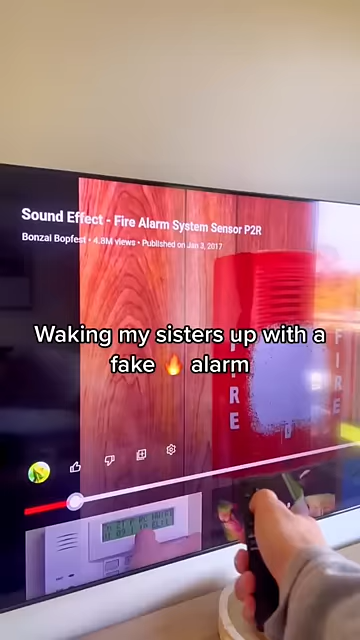 Sound Effect - Fire Alarm System Sensor P2R
Bonzai Bopfest • 4.8M views • Published on Jan 3, 2017
Waking my sisters up with a
fake 🔥 alarm
FIRE
FIRE